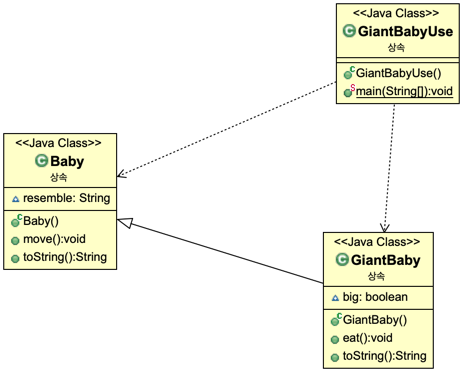 <<Java Class>>
GiantBabyUse
상속
GiantBabyUse()
main(String[]):void
<<Java Class>>
Baby
상속
resemble: String
Baby()
move():void
toString():String
<<Java Class>>
GiantBaby
상속
big: boolean
GiantBaby()
eat():void
toString():String